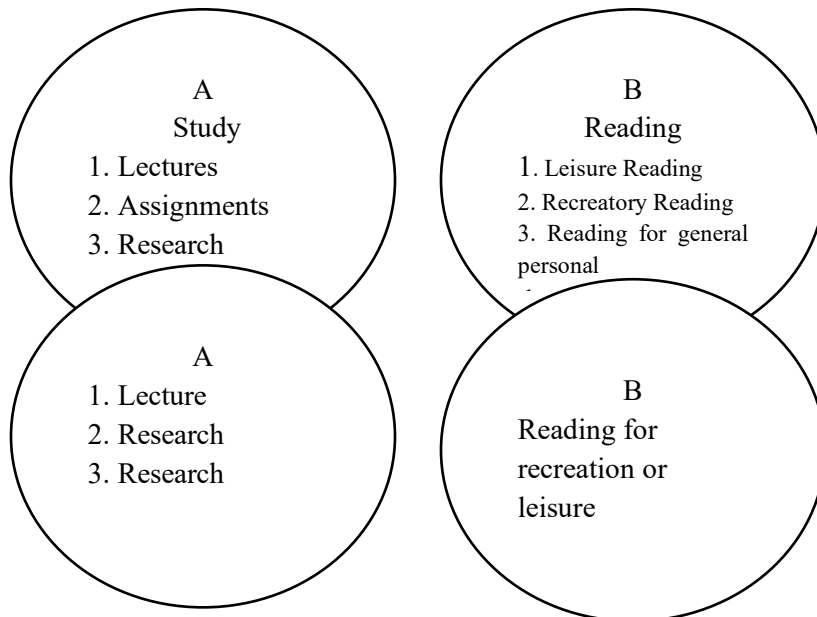 A
Study
1. Lectures
2. Assignments
3. Research
B
Reading
1. Leisure Reading
2. Recreatory Reading
3. Reading for general
personal
A
1. Lecture
2. Research
3. Research
B
Reading for
recreation or
leisure